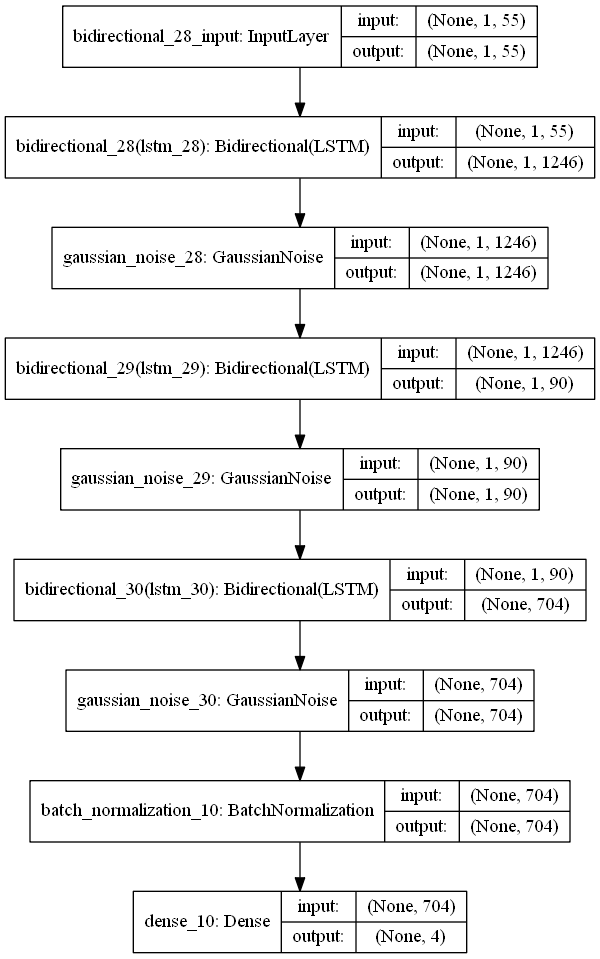 bidirectional_28_input: InputLayer
input: (None, 1, 55)
output: (None, 1, 55)
bidirectional_28(lstm_28): Bidirectional(LSTM)
input: (None, 1, 55)
output: (None, 1, 1246)
gaussian_noise_28: GaussianNoise
input: (None, 1, 1246)
output: (None, 1, 1246)
bidirectional_29(lstm_29): Bidirectional(LSTM)
input: (None, 1, 1246)
output: (None, 1, 90)
gaussian_noise_29: GaussianNoise
input: (None, 1, 90)
output: (None, 1, 90)
bidirectional_30(lstm_30): Bidirectional(LSTM)
input: (None, 1, 90)
output: (None, 704)
gaussian_noise_30: GaussianNoise
input: (None, 704)
output: (None, 704)
batch_normalization_10: BatchNormalization
input: (None, 704)
output: (None, 704)
dense_10: Dense
input: (None, 704)
output: (None, 4)